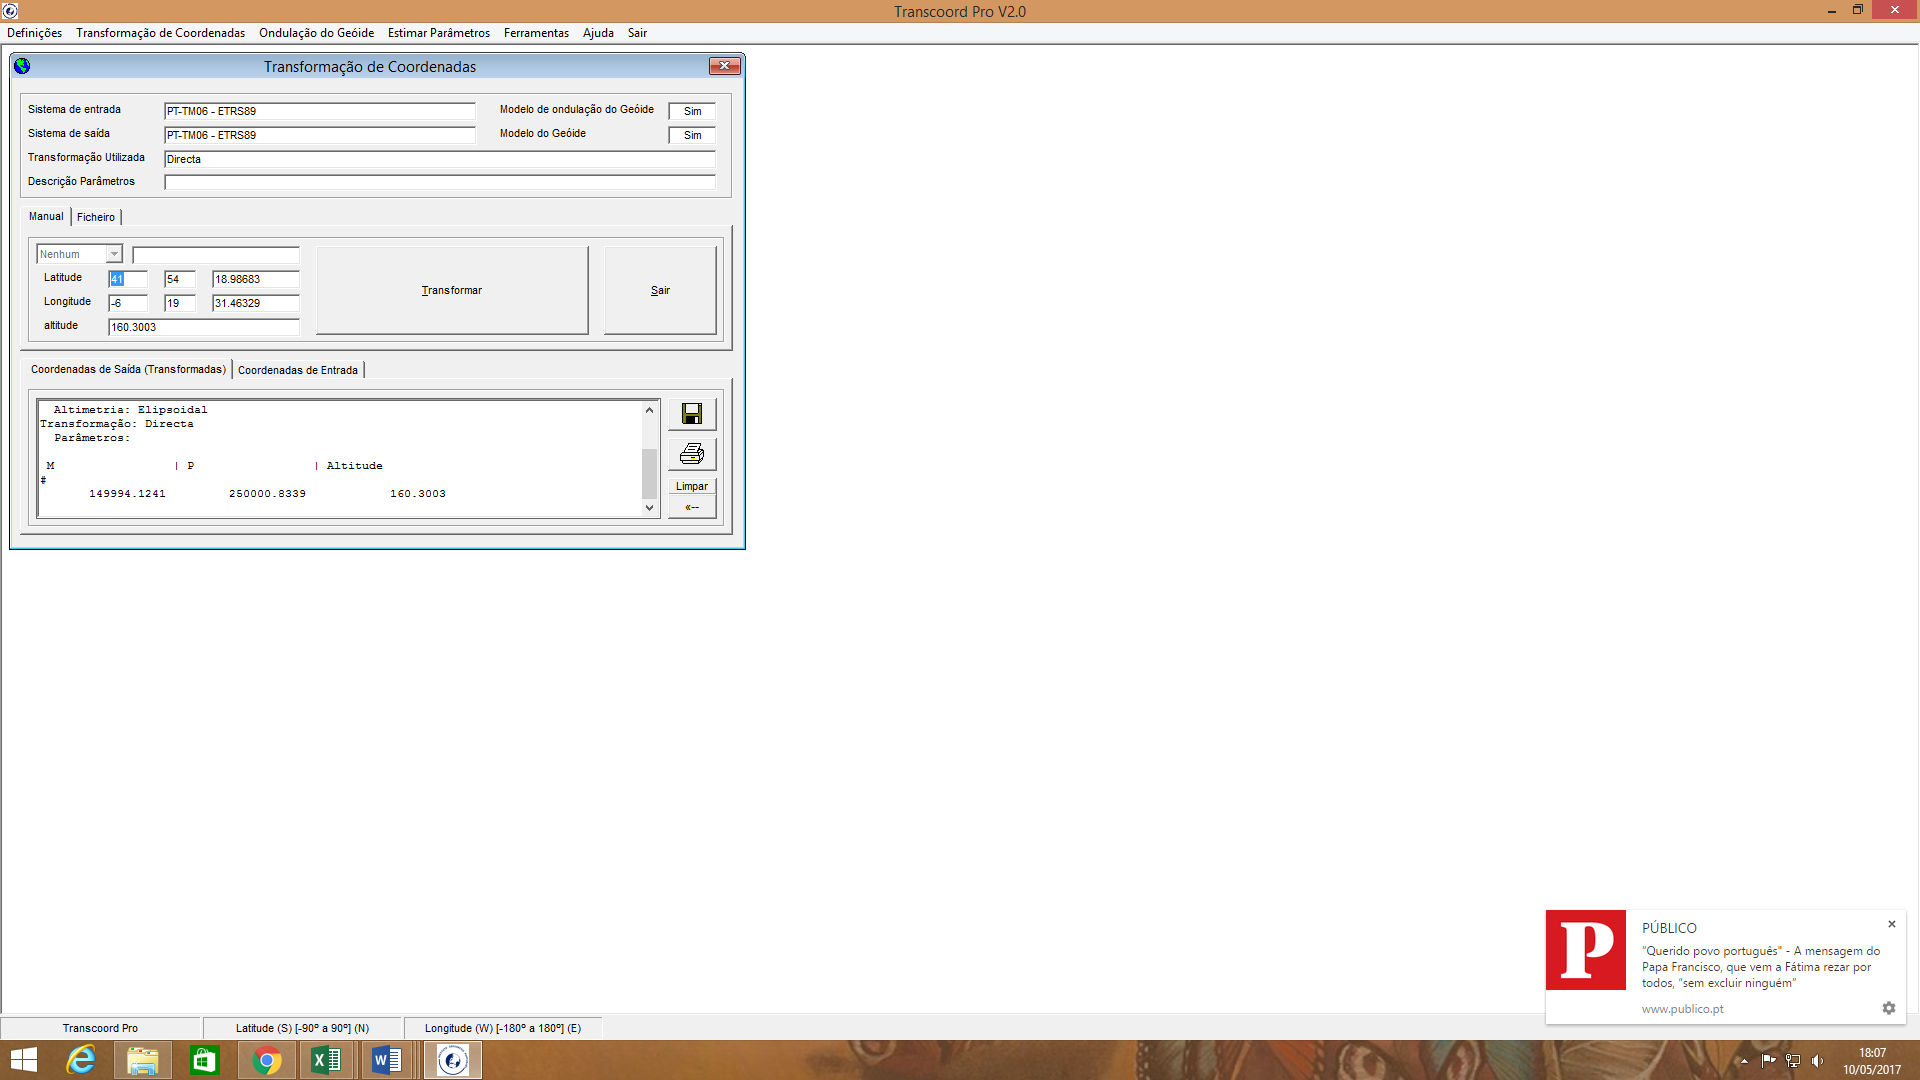 Transcoord Pro V2.0
Definições Transformação de Coordenadas Ondulação do Geóide Estimar Parâmetros Ferramentas Ajuda Sair
Transformação de Coordenadas
Sistema de entrada PT-TM06 - ETRS89 Modelo de ondulação do Geóide Sim
Sistema de saída PT-TM06 - ETRS89 Modelo do Geóide Sim
Transformação Utilizada Directa
Descrição Parâmetros
Manual Ficheiro
Nenhum
Latitude 41 54 18.98683
Longitude -6 19 31.46329
altitude 160.3003
Transformar Sair
Coordenadas de Saída (Transformadas) Coordenadas de Entrada
Altimetria: Elipsoidal
Transformação: Directa
Parâmetros:
M | P | Altitude
#
149994.1241 250000.8339 160.3003
Limpar
«--
PÚBLICO
"Querido povo português" - A mensagem do
Papa Francisco, que vem a Fátima rezar por
todos, "sem excluir ninguém"
www.publico.pt
Transcoord Pro Latitude (S) [-90º a 90º] (N) Longitude (W) [-180º a 180º] (E)
18:07
10/05/2017